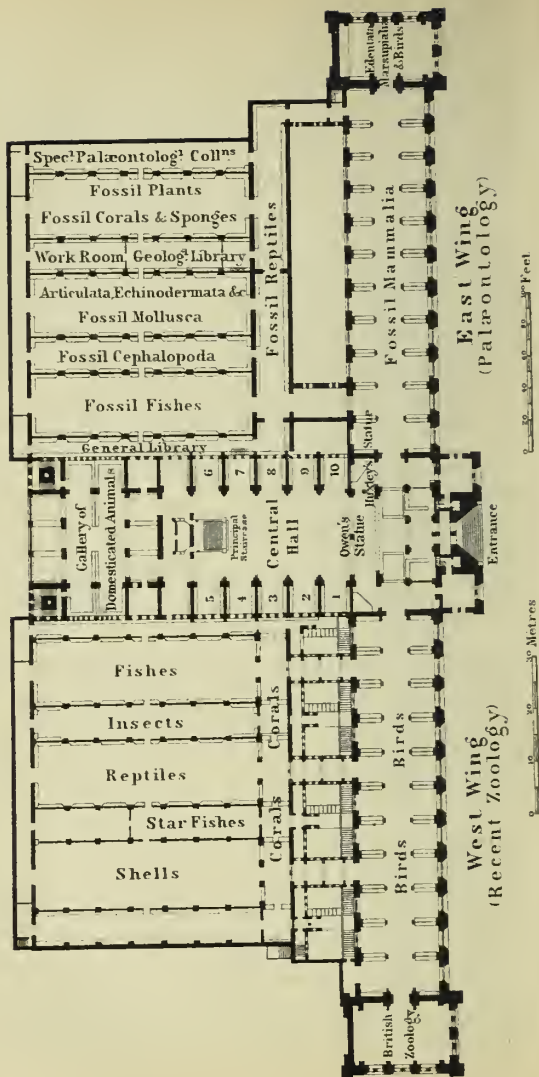 Spec.l Palæontolog.l Coll.ns
Fossil Plants
Fossil Corals & Sponges
Work Room, Geolog.l Library
Articulata, Echinodermata &c
Fossil Mollusca
Fossil Cephalopoda
Fossil Fishes
General Library
Fossil Reptiles
Edentata
Marsupialia
& Birds
Fossil Mammalia
East Wing
(Palæontology)
Gallery of
Domesticated Animals
Principal
Staircase
Central
Hall
6
7
8
9
10
5
4
3
2
1
Owen's
Statue
Huxley's Statue
Entrance
Fishes
Insects
Reptiles
Star Fishes
Shells
Corals
Corals
Birds
Birds
British
Zoology
West Wing
(Recent Zoology)
10
20
30 Metres
Feet